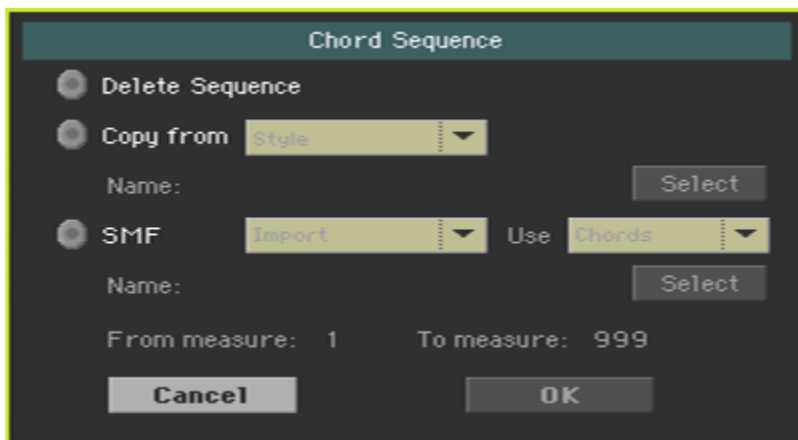 Chord Sequence
Delete Sequence
Copy from Style
Name: Select
SMF Import Use Chords
Name: Select
From measure: 1 To measure: 999
Cancel OK